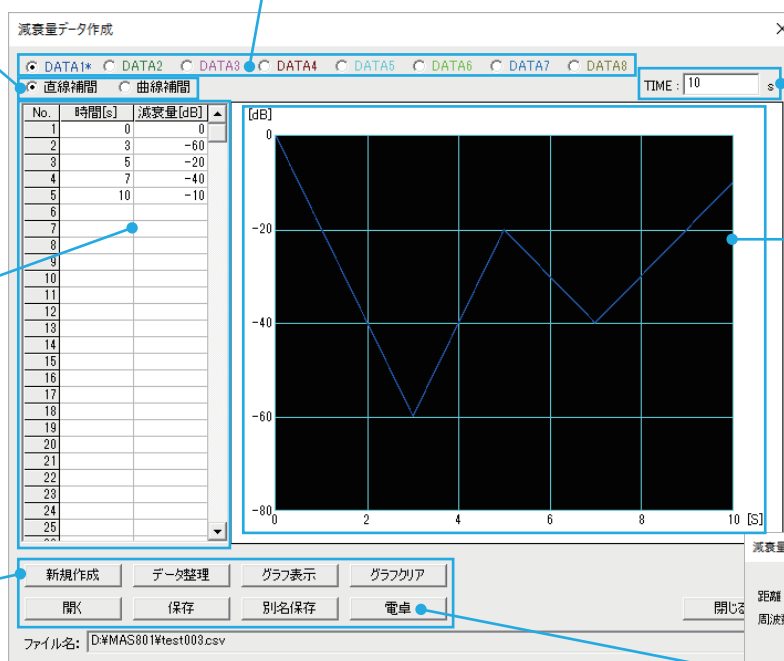 減衰量データ作成
DATA1* DATA2 DATA3 DATA4 DATA5 DATA6 DATA7 DATA8
直線補間 曲線補間
TIME : 10 s
No. 時間[s] 減衰量[dB]
1 0 0
2 3 -60
3 5 -20
4 7 -40
5 10 -10
6
7
8
9
10
11
12
13
14
15
16
17
18
19
20
21
22
23
24
25
[dB]
0
-20
-40
-60
-80
0 2 4 6 8 10 [S]
新規作成 データ整理 グラフ表示 グラフクリア
開く 保存 別名保存 電卓 閉じる
ファイル名: D:¥MAS801¥test003.csv
減衰量
距離
周波